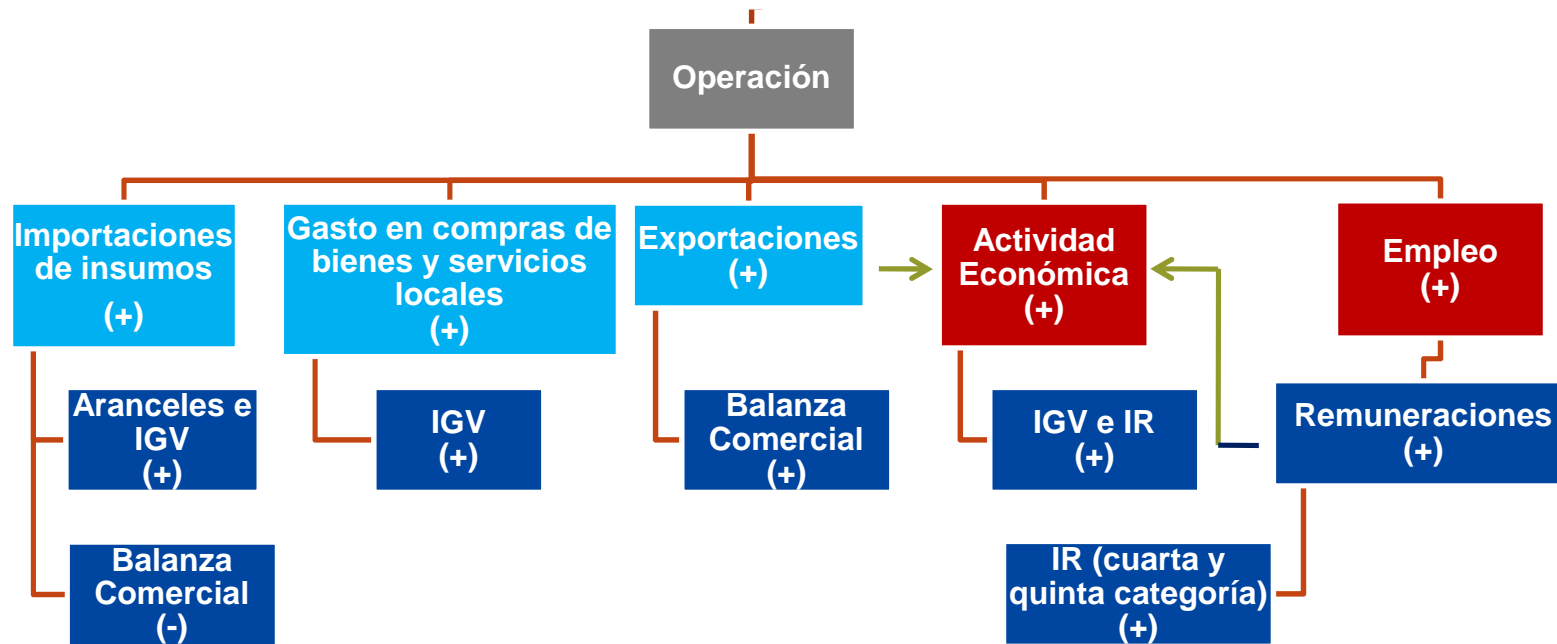 Operación
Importaciones
de insumos
(+)
Gasto en compras de
bienes y servicios
locales
(+)
Exportaciones
(+)
Actividad
Económica
(+)
Empleo
(+)
Aranceles e
IGV
(+)
IGV
(+)
Balanza
Comercial
(+)
IGV e IR
(+)
Remuneraciones
(+)
Balanza
Comercial
(-)
IR (cuarta y
quinta categoría)
(+)